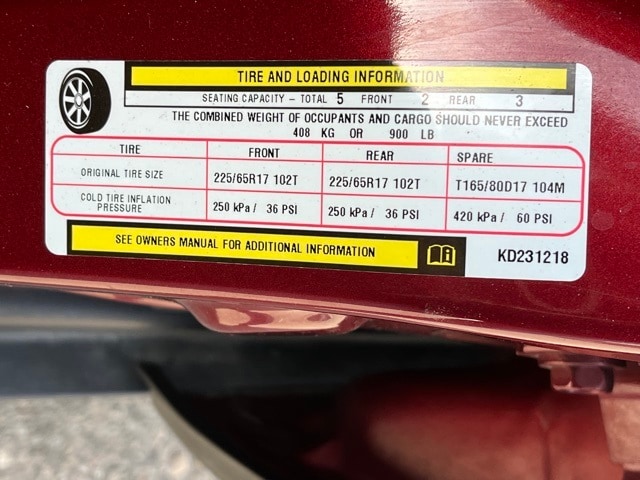 TIRE AND LOADING INFORMATION
SEATING CAPACITY – TOTAL 5 FRONT 2 REAR 3
THE COMBINED WEIGHT OF OCCUPANTS AND CARGO SHOULD NEVER EXCEED
408 KG OR 900 LB
TIRE FRONT REAR SPARE
ORIGINAL TIRE SIZE 225/65R17 102T 225/65R17 102T T165/80D17 104M
COLD TIRE INFLATION
PRESSURE 250 kPa / 36 PSI 250 kPa / 36 PSI 420 kPa / 60 PSI
SEE OWNERS MANUAL FOR ADDITIONAL INFORMATION
KD231218